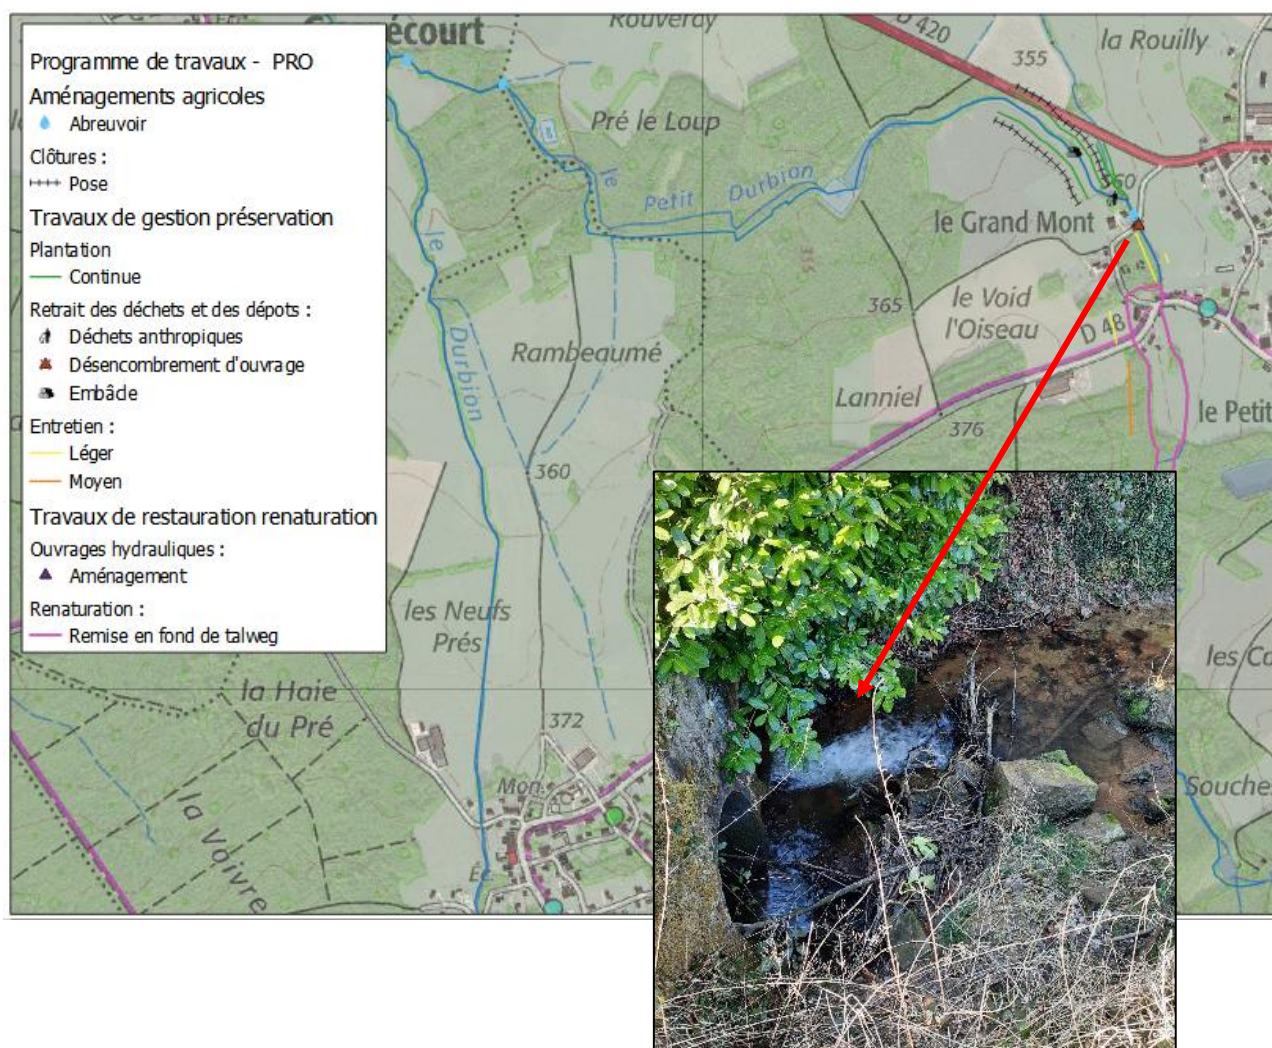 Programme de travaux - PRO
Aménagements agricoles
Abreuvoir
Clôtures :
Pose
Travaux de gestion préservation
Plantation
Continue
Retrait des déchets et des dépots :
Déchets anthropiques
Désencombrement d'ouvrage
Embâcle
Entretien :
Léger
Moyen
Travaux de restauration renaturation
Ouvrages hydrauliques :
Aménagement
Renaturation :
Remise en fond de talweg
écourt
Rouveroy
D 420
la Rouilly
355
Pré le Loup
le Petit Durbion
le Grand Mont
60
335
le Void
l'Oiseau
365
D 48
le Durbion
Rambeaumé
Lanniel
376
le Petit
360
les Neufs
Prés
la Haie
du Pré
372
Mon.
la Voivre
Éc.
les Co
Souche